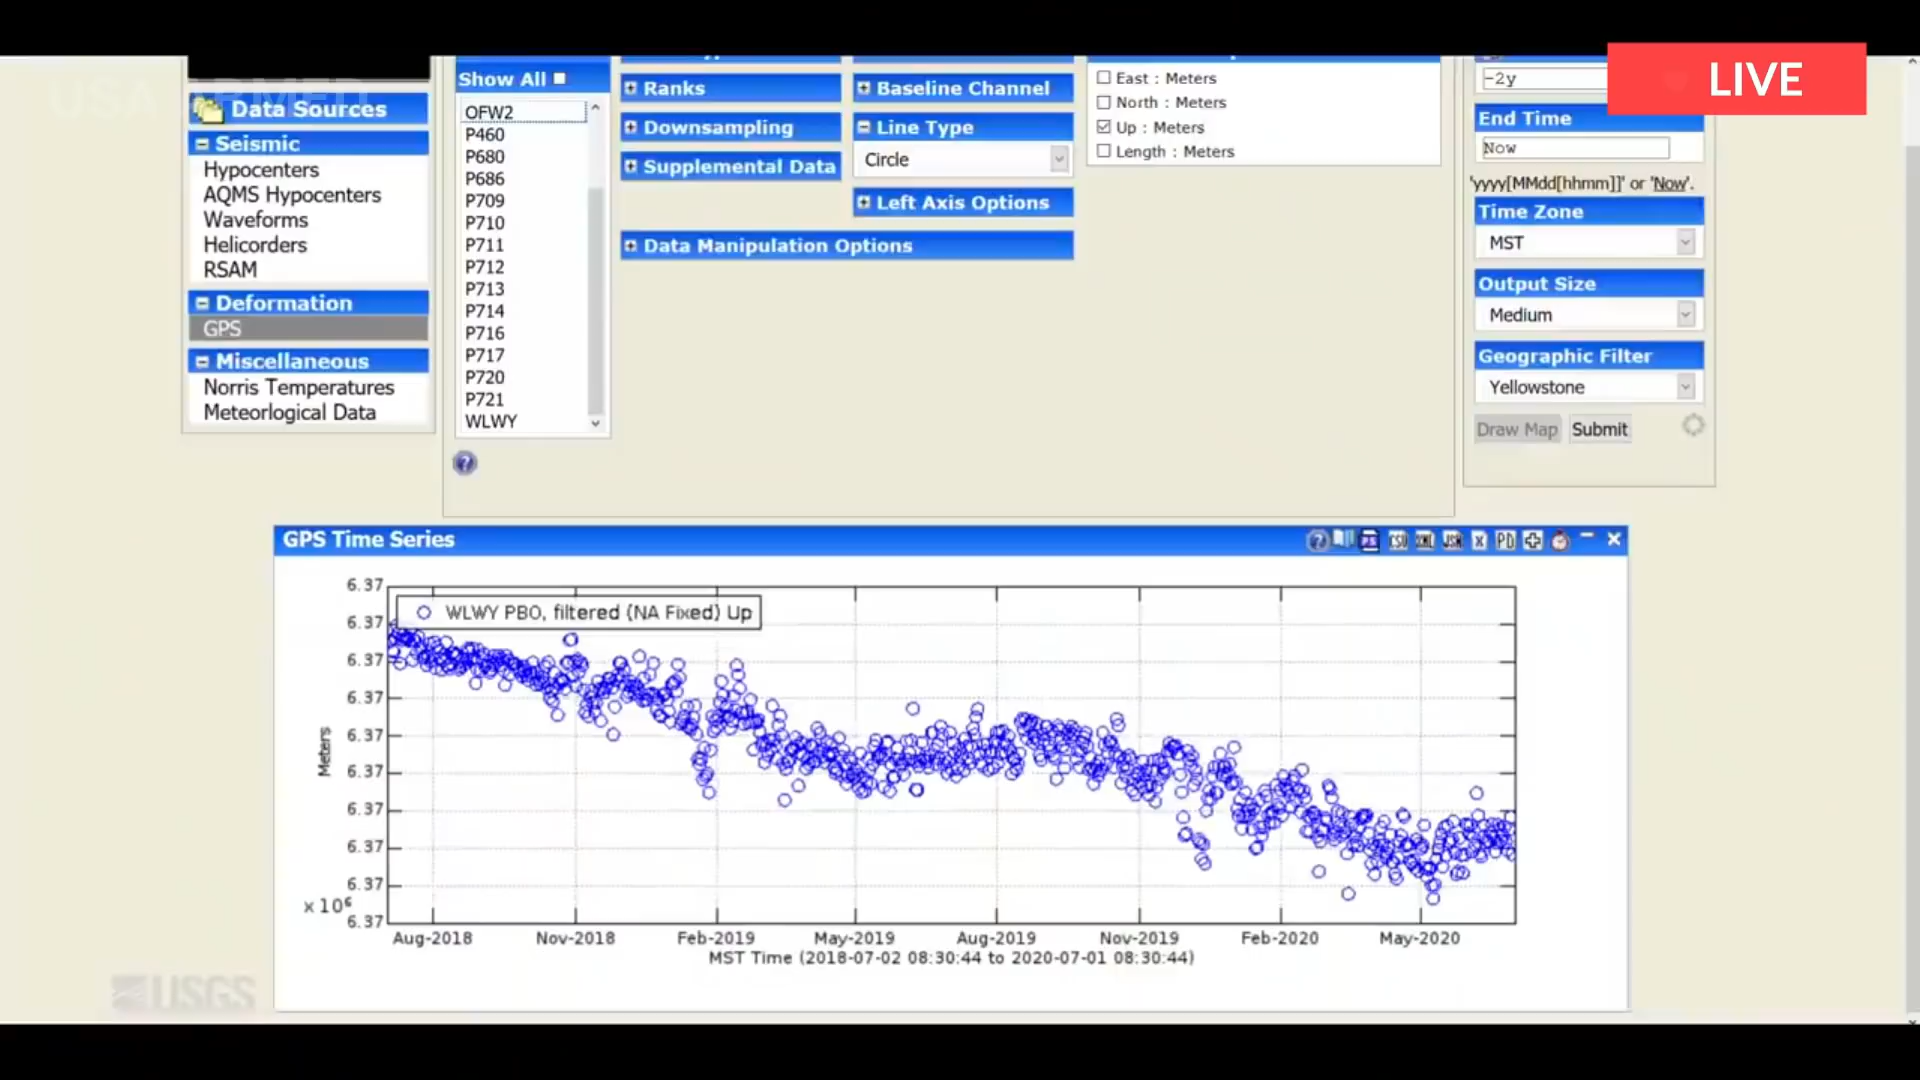 LIVE
USA ARMED
Data Sources
Seismic
Hypocenters
AQMS Hypocenters
Waveforms
Helicorders
RSAM
Deformation
GPS
Miscellaneous
Norris Temperatures
Meteorlogical Data
Show All
OFW2
P460
P680
P686
P709
P710
P711
P712
P713
P714
P716
P717
P720
P721
WLWY
Ranks
Downsampling
Supplemental Data
Baseline Channel
Line Type
Circle
Left Axis Options
Data Manipulation Options
East : Meters
North : Meters
Up : Meters
Length : Meters
-2y
End Time
Now
'yyyy[MMdd[hhmm]]' or 'Now'.
Time Zone
MST
Output Size
Medium
Geographic Filter
Yellowstone
Draw Map Submit
GPS Time Series
PS CSV XML JSN X PD
6.37
WLWY PBO, filtered (NA Fixed) Up
6.37
6.37
6.37
6.37
6.37
6.37
6.37
6.37
6.37
Meters
x 10⁶
Aug-2018 Nov-2018 Feb-2019 May-2019 Aug-2019 Nov-2019 Feb-2020 May-2020
MST Time (2018-07-02 08:30:44 to 2020-07-01 08:30:44)
USGS